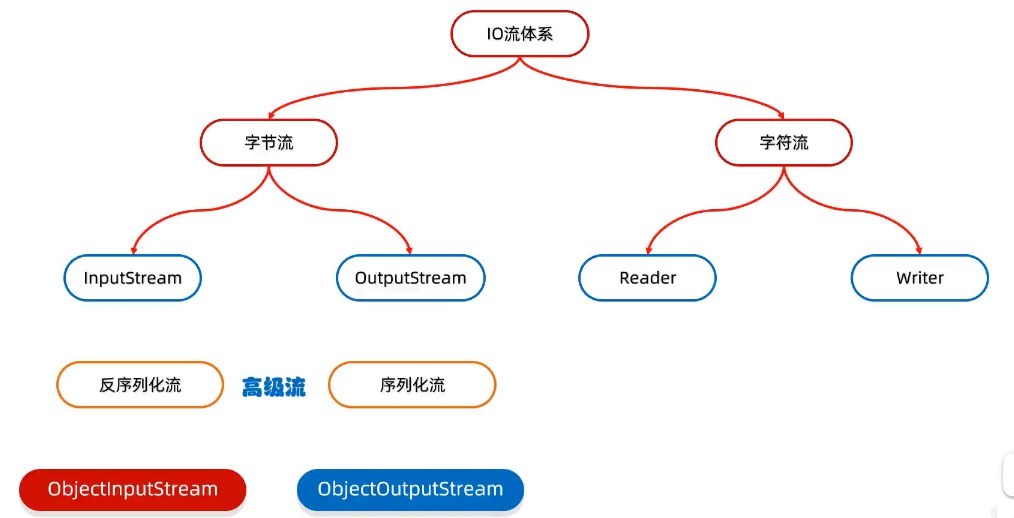 IO流体系
字节流
字符流
InputStream
OutputStream
Reader
Writer
反序列化流
高级流
序列化流
ObjectInputStream
ObjectOutputStream